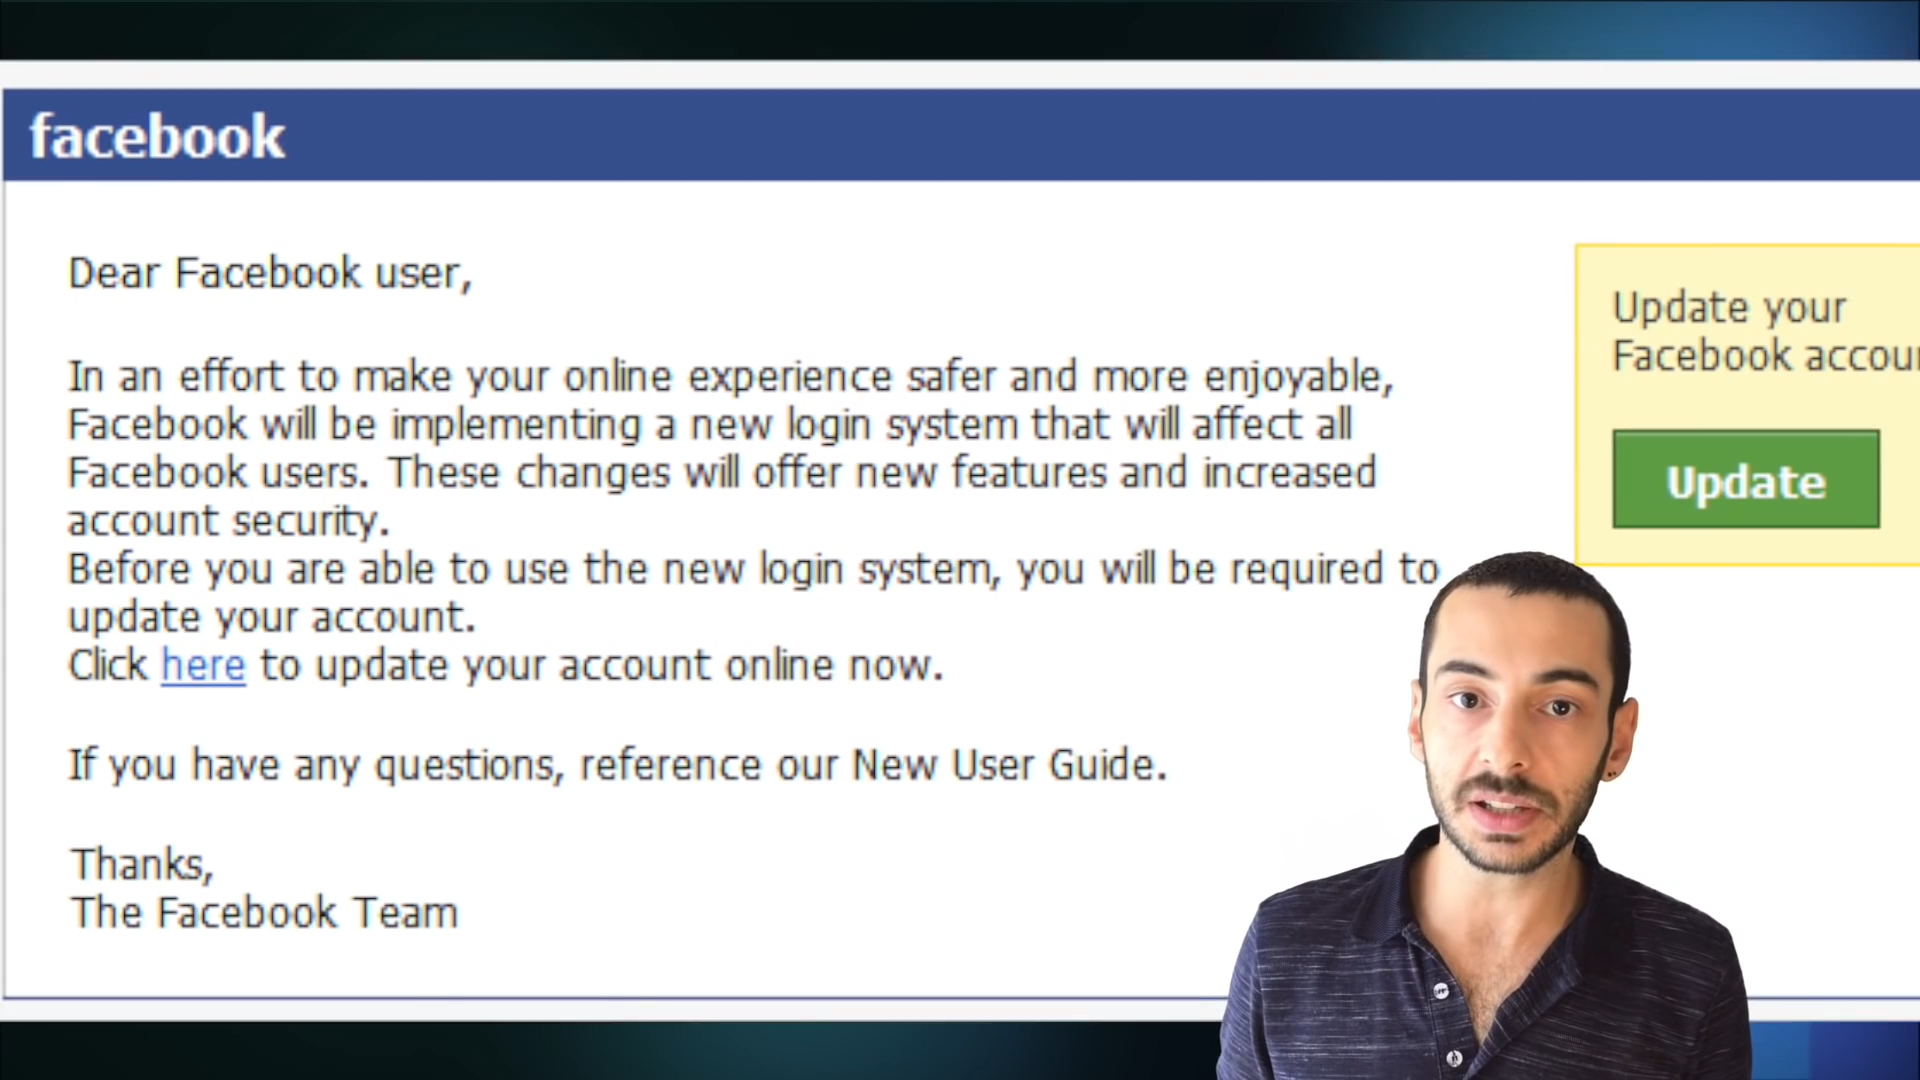 facebook
Dear Facebook user,
In an effort to make your online experience safer and more enjoyable,
Facebook will be implementing a new login system that will affect all
Facebook users. These changes will offer new features and increased
account security.
Before you are able to use the new login system, you will be required to
update your account.
Click here to update your account online now.
If you have any questions, reference our New User Guide.
Thanks,
The Facebook Team
Update your
Facebook accou
Update